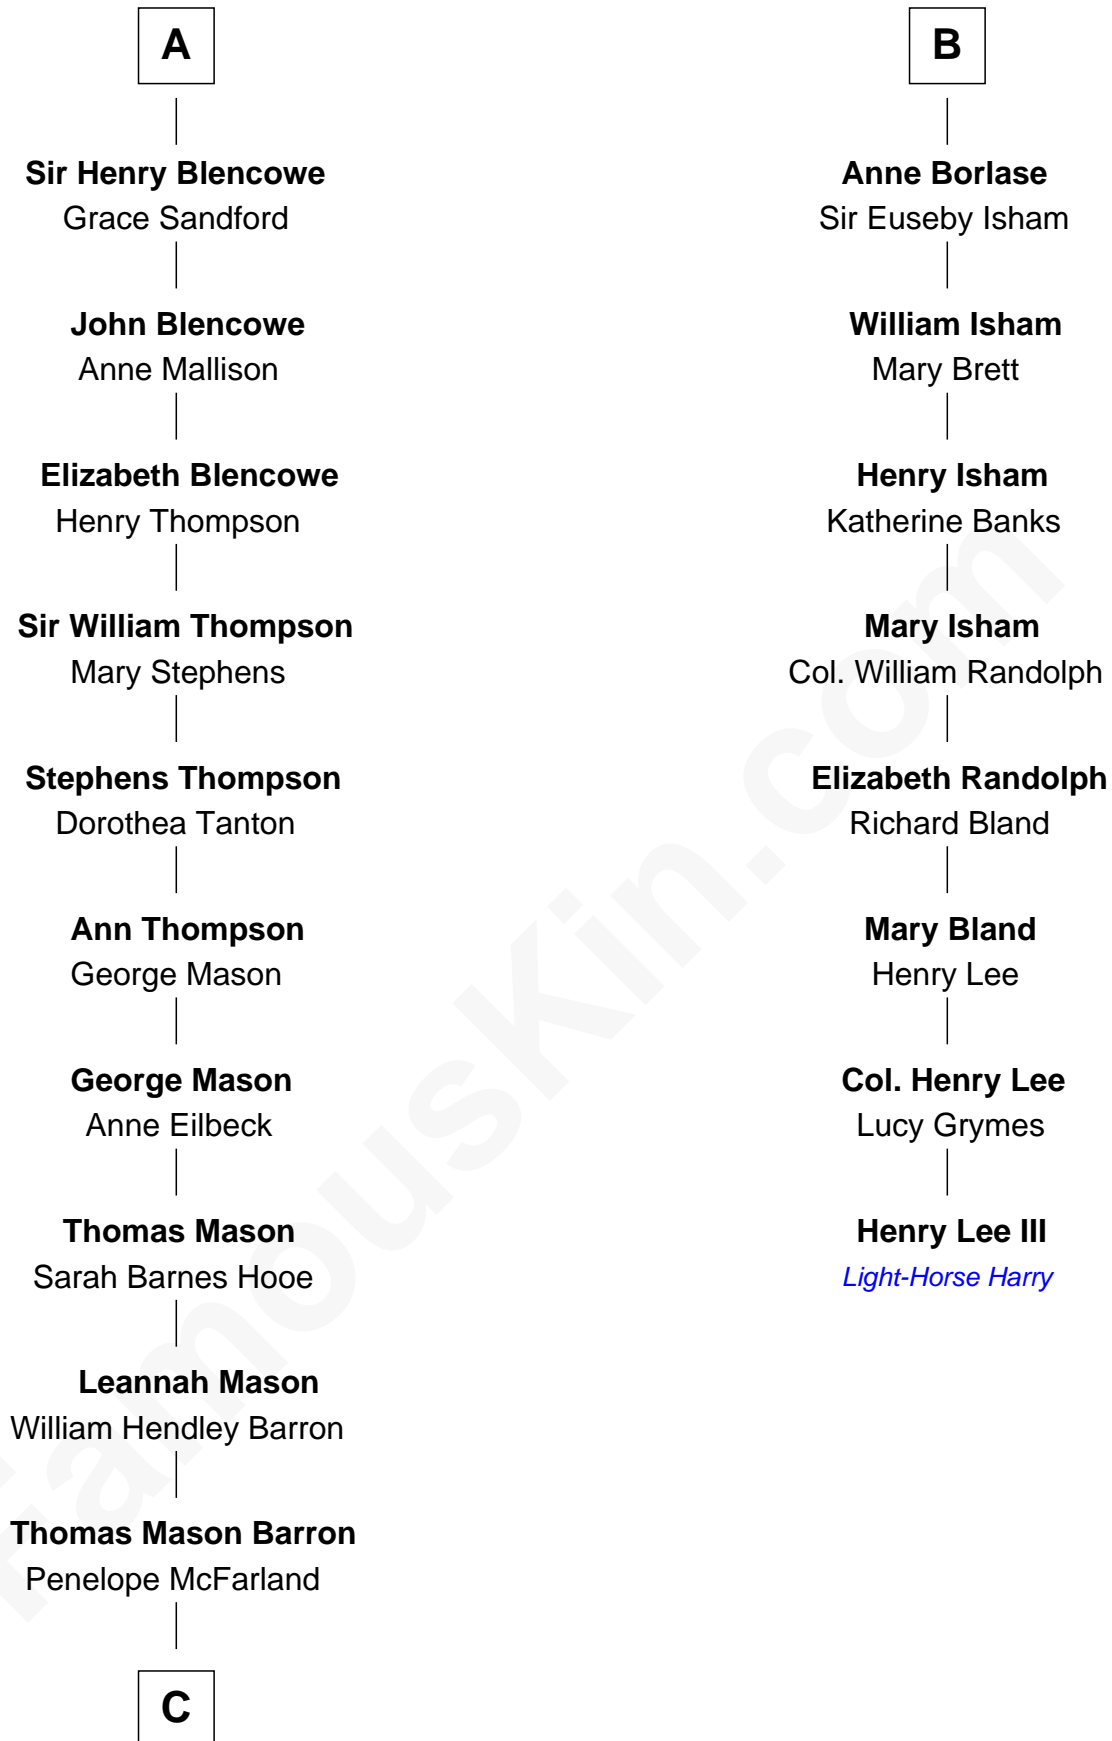 A
Sir Henry Blencowe
Grace Sandford
John Blencowe
Anne Mallison
Elizabeth Blencowe
Henry Thompson
Sir William Thompson
Mary Stephens
Stephens Thompson
Dorothea Tanton
Ann Thompson
George Mason
George Mason
Anne Eilbeck
Thomas Mason
Sarah Barnes Hooe
Leannah Mason
William Hendley Barron
Thomas Mason Barron
Penelope McFarland
C
B
Anne Borlase
Sir Euseby Isham
William Isham
Mary Brett
Henry Isham
Katherine Banks
Mary Isham
Col. William Randolph
Elizabeth Randolph
Richard Bland
Mary Bland
Henry Lee
Col. Henry Lee
Lucy Grymes
Henry Lee III
Light-Horse Harry
FamousKin.com